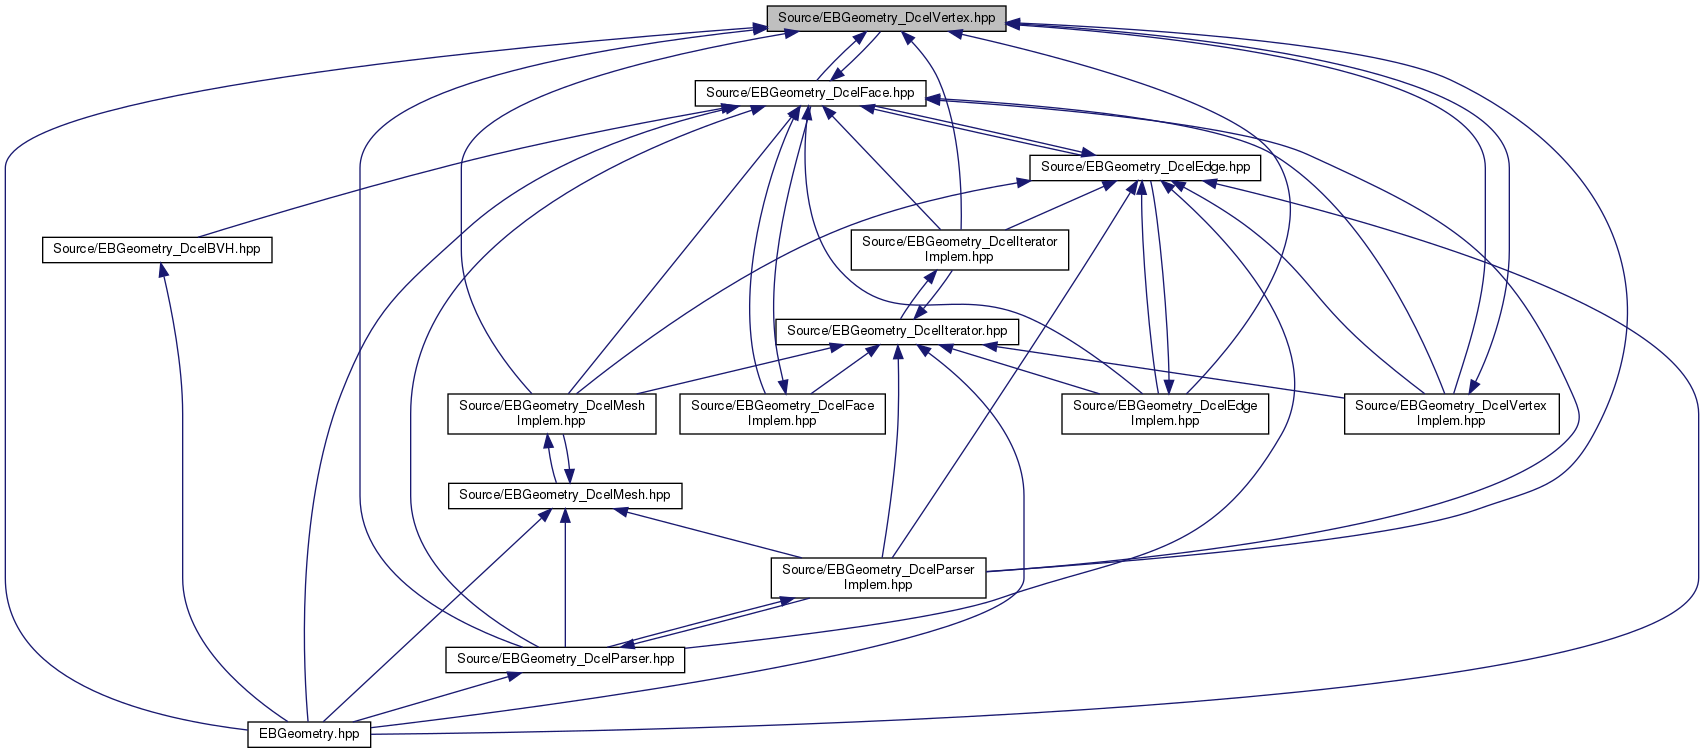 Source/EBGeometry_DcelVertex.hpp
Source/EBGeometry_DcelFace.hpp
Source/EBGeometry_DcelEdge.hpp
Source/EBGeometry_DcelBVH.hpp
Source/EBGeometry_DcelIterator
Implem.hpp
Source/EBGeometry_DcelIterator.hpp
Source/EBGeometry_DcelMesh
Implem.hpp
Source/EBGeometry_DcelFace
Implem.hpp
Source/EBGeometry_DcelEdge
Implem.hpp
Source/EBGeometry_DcelVertex
Implem.hpp
Source/EBGeometry_DcelMesh.hpp
Source/EBGeometry_DcelParser
Implem.hpp
Source/EBGeometry_DcelParser.hpp
EBGeometry.hpp